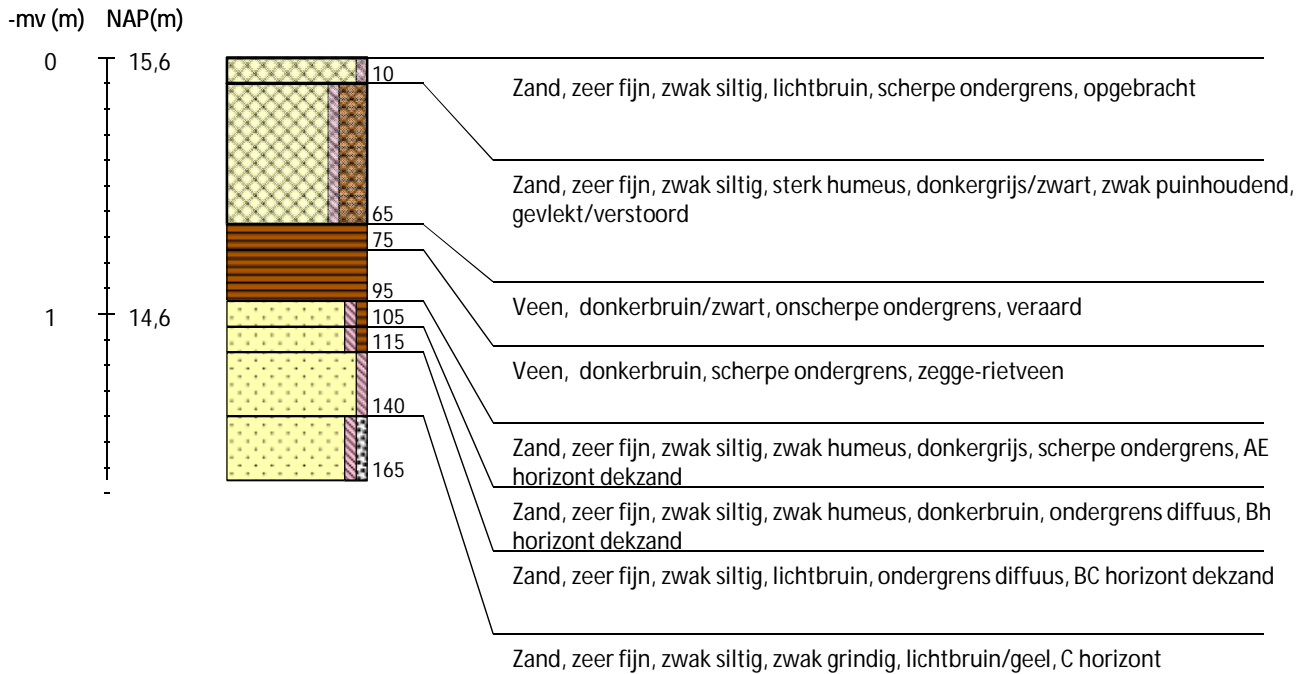 -mv (m) NAP(m)
0 15,6
10
Zand, zeer fijn, zwak siltig, lichtbruin, scherpe ondergrens, opgebracht
Zand, zeer fijn, zwak siltig, sterk humeus, donkergrijs/zwart, zwak puinhoudend,
gevlekt/verstoord
65
75
95
Veen, donkerbruin/zwart, onscherpe ondergrens, veraard
1 14,6
105
115
Veen, donkerbruin, scherpe ondergrens, zegge-rietveen
140
Zand, zeer fijn, zwak siltig, zwak humeus, donkergrijs, scherpe ondergrens, AE
horizont dekzand
165
Zand, zeer fijn, zwak siltig, zwak humeus, donkerbruin, ondergrens diffuus, Bh
horizont dekzand
Zand, zeer fijn, zwak siltig, lichtbruin, ondergrens diffuus, BC horizont dekzand
Zand, zeer fijn, zwak siltig, zwak grindig, lichtbruin/geel, C horizont